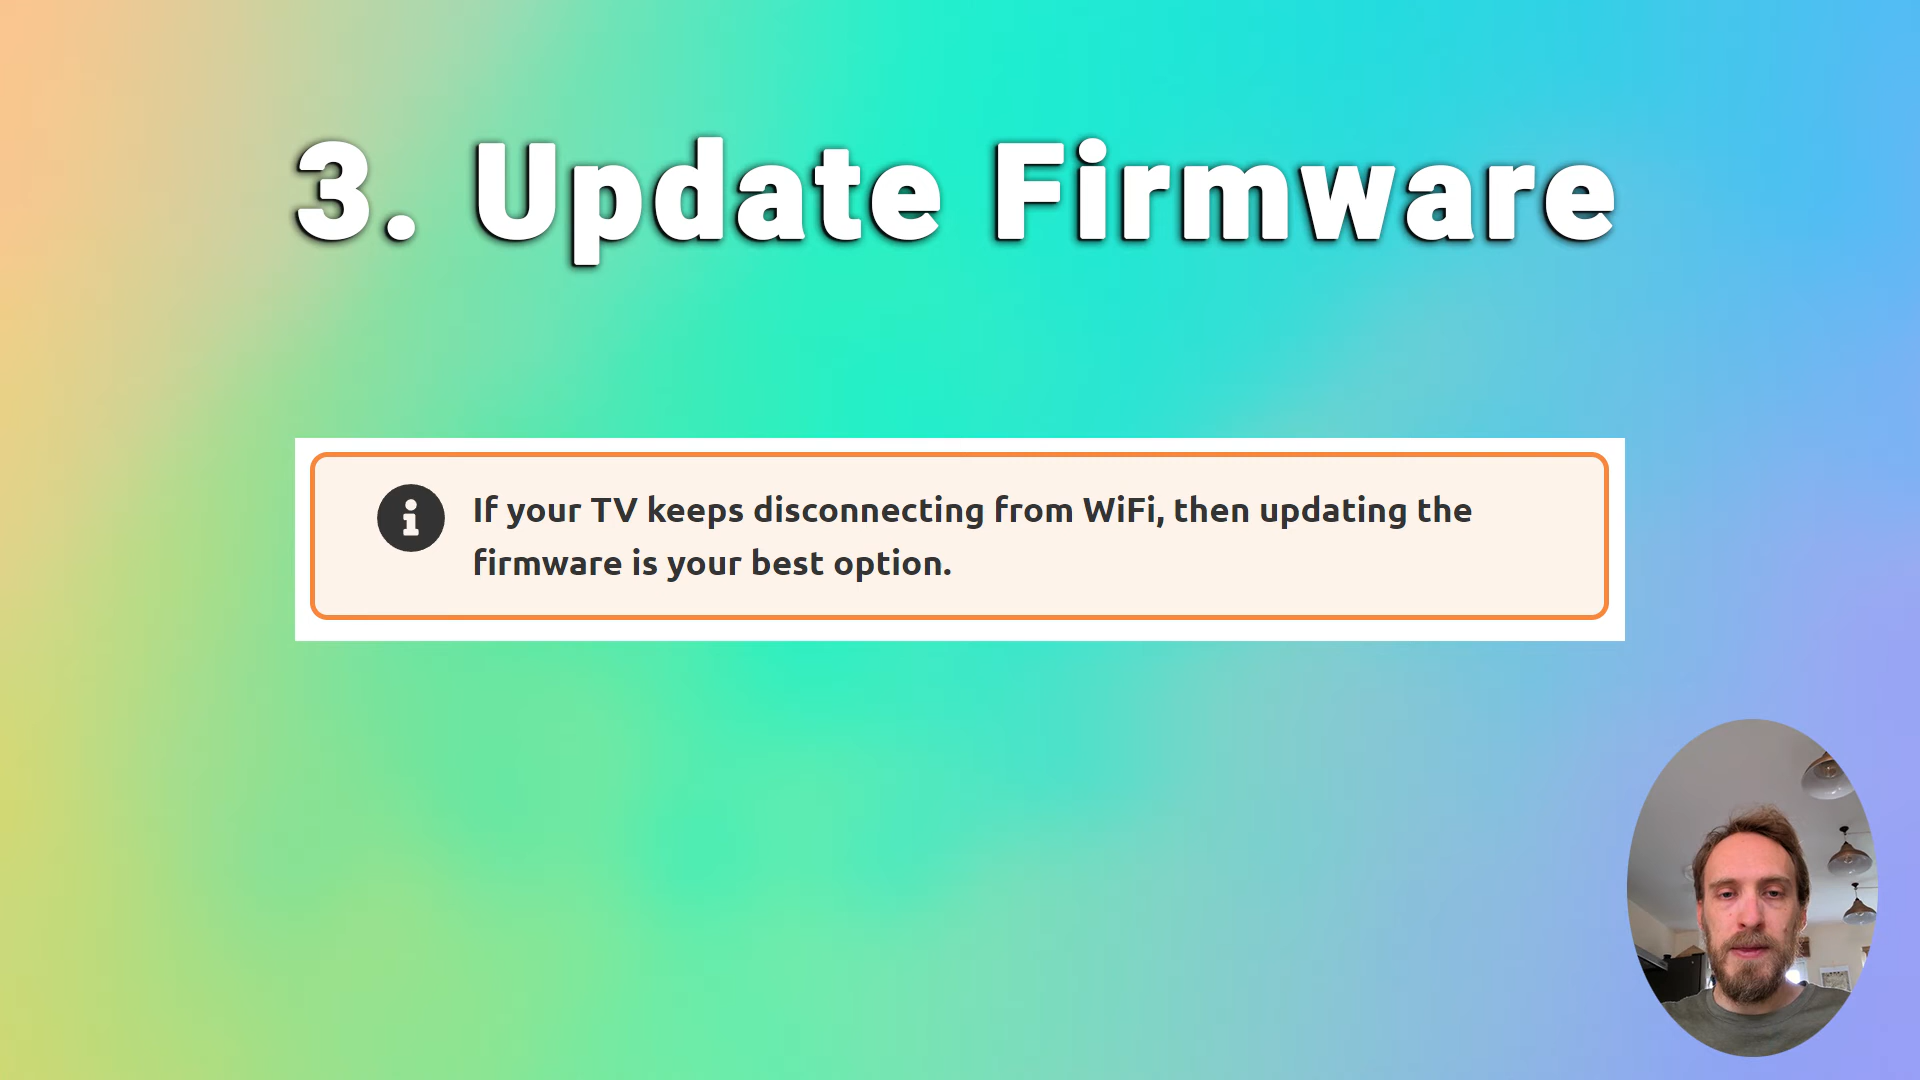 3. Update Firmware
If your TV keeps disconnecting from WiFi, then updating the
firmware is your best option.